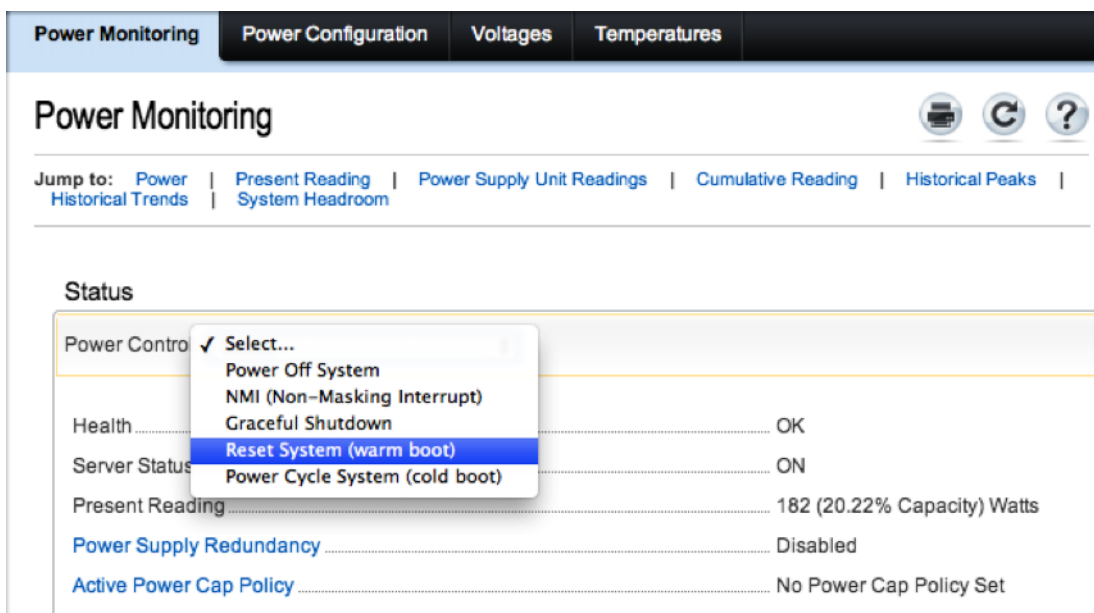 Power Monitoring Power Configuration Voltages Temperatures
Power Monitoring
Jump to: Power | Present Reading | Power Supply Unit Readings | Cumulative Reading | Historical Peaks |
Historical Trends | System Headroom
Status
Power Contro ✓ Select...
Power Off System
NMI (Non-Masking Interrupt)
Graceful Shutdown
Reset System (warm boot)
Power Cycle System (cold boot)
Health OK
Server Status ON
Present Reading 182 (20.22% Capacity) Watts
Power Supply Redundancy Disabled
Active Power Cap Policy No Power Cap Policy Set